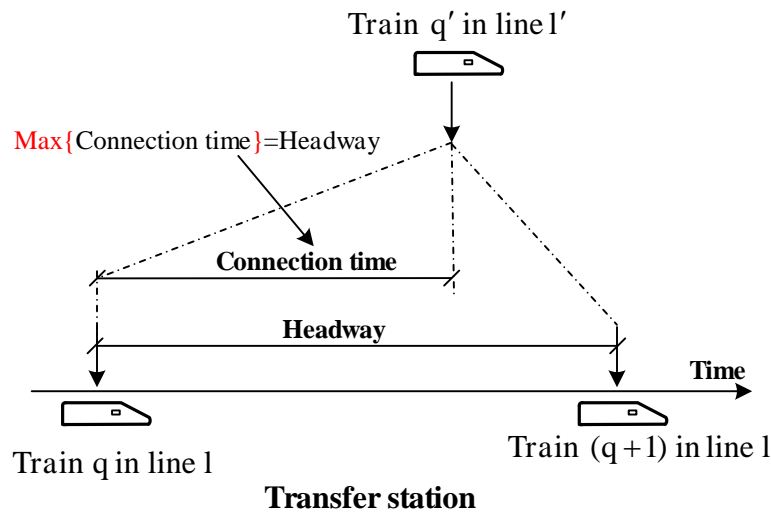 Train q′ in line l′
Max{Connection time}=Headway
Connection time
Headway
Time
Train q in line l
Train (q+1) in line l
Transfer station